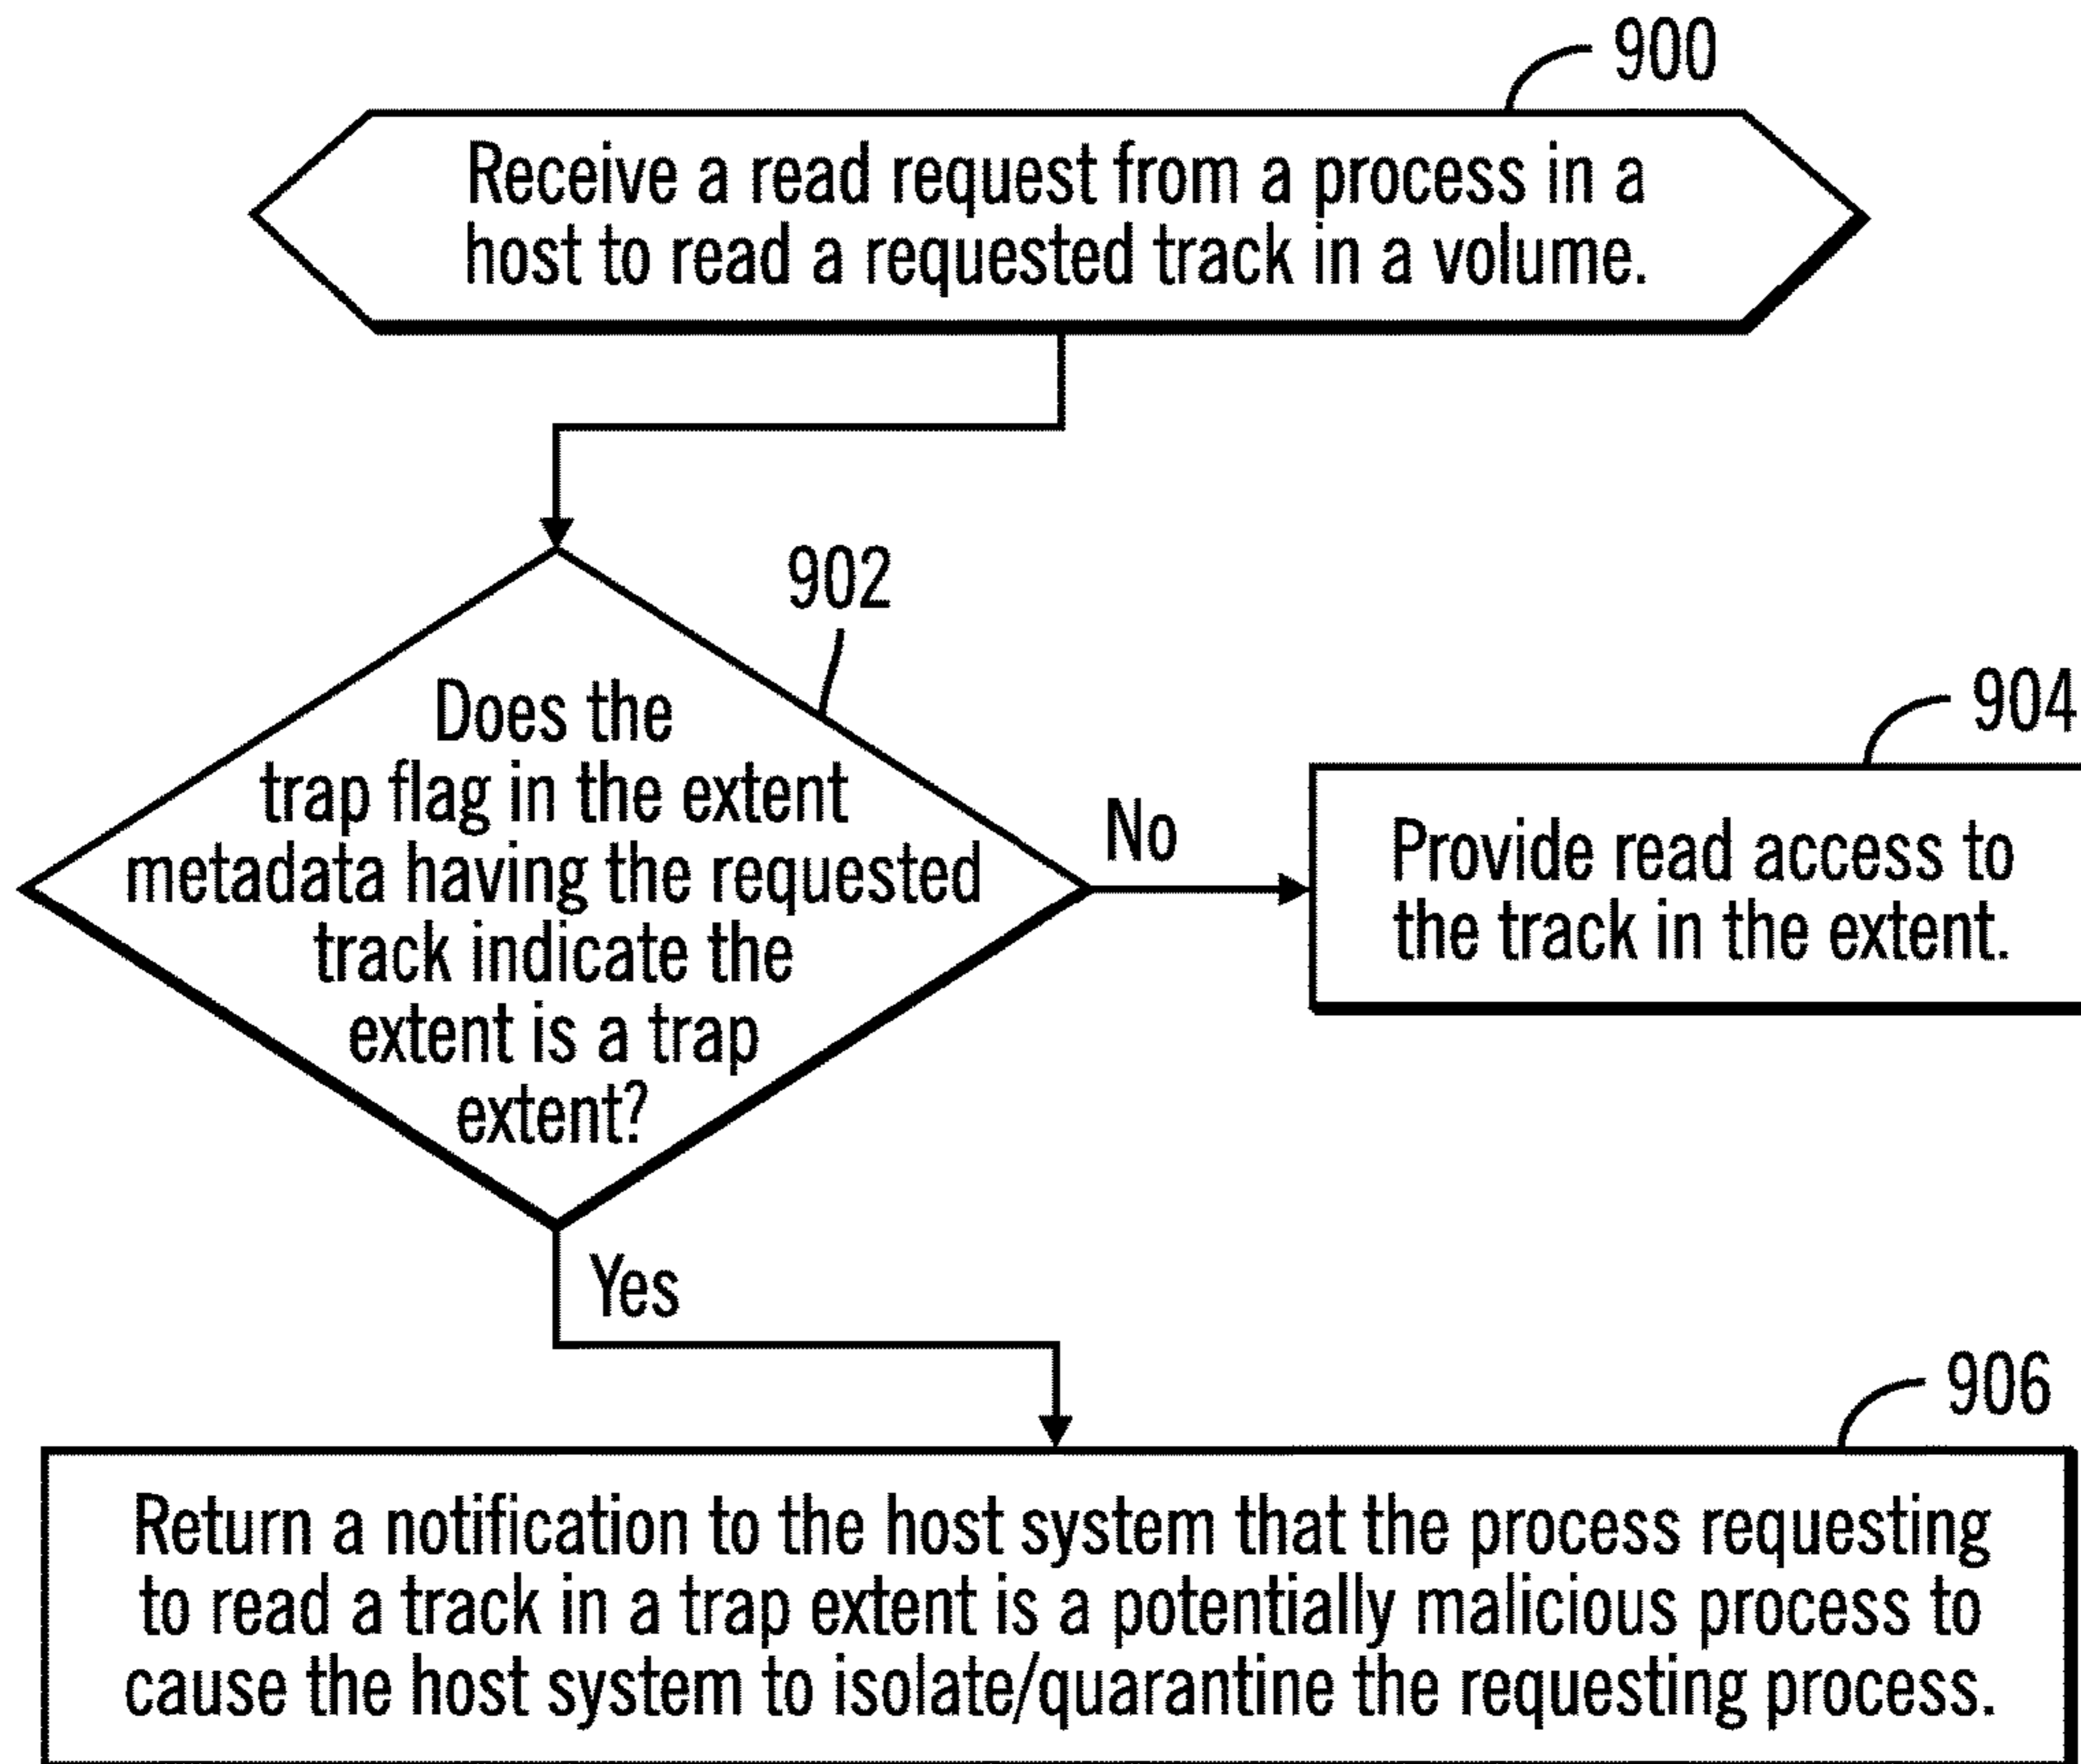 900
Receive a read request from a process in a
host to read a requested track in a volume.
902
Does the
trap flag in the extent
metadata having the requested
track indicate the
extent is a trap
extent?
No
904
Provide read access to
the track in the extent.
Yes
906
Return a notification to the host system that the process requesting
to read a track in a trap extent is a potentially malicious process to
cause the host system to isolate/quarantine the requesting process.